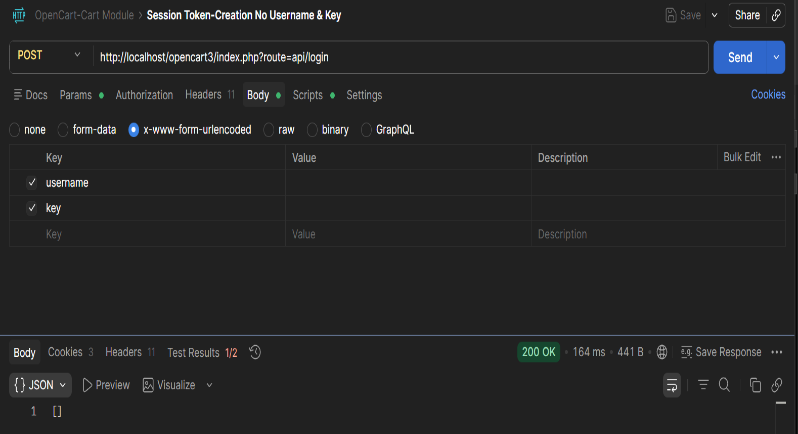 HTTP OpenCart-Cart Module > Session Token-Creation No Username & Key Save Share
POST http://localhost/opencart3/index.php?route=api/login Send
Docs Params Authorization Headers 11 Body Scripts Settings Cookies
none form-data x-www-form-urlencoded raw binary GraphQL
Key Value Description Bulk Edit ...
username
key
Key Value Description
Body Cookies 3 Headers 11 Test Results 1/2 200 OK • 164 ms • 441 B • e.g. Save Response ...
{} JSON Preview Visualize
1 []